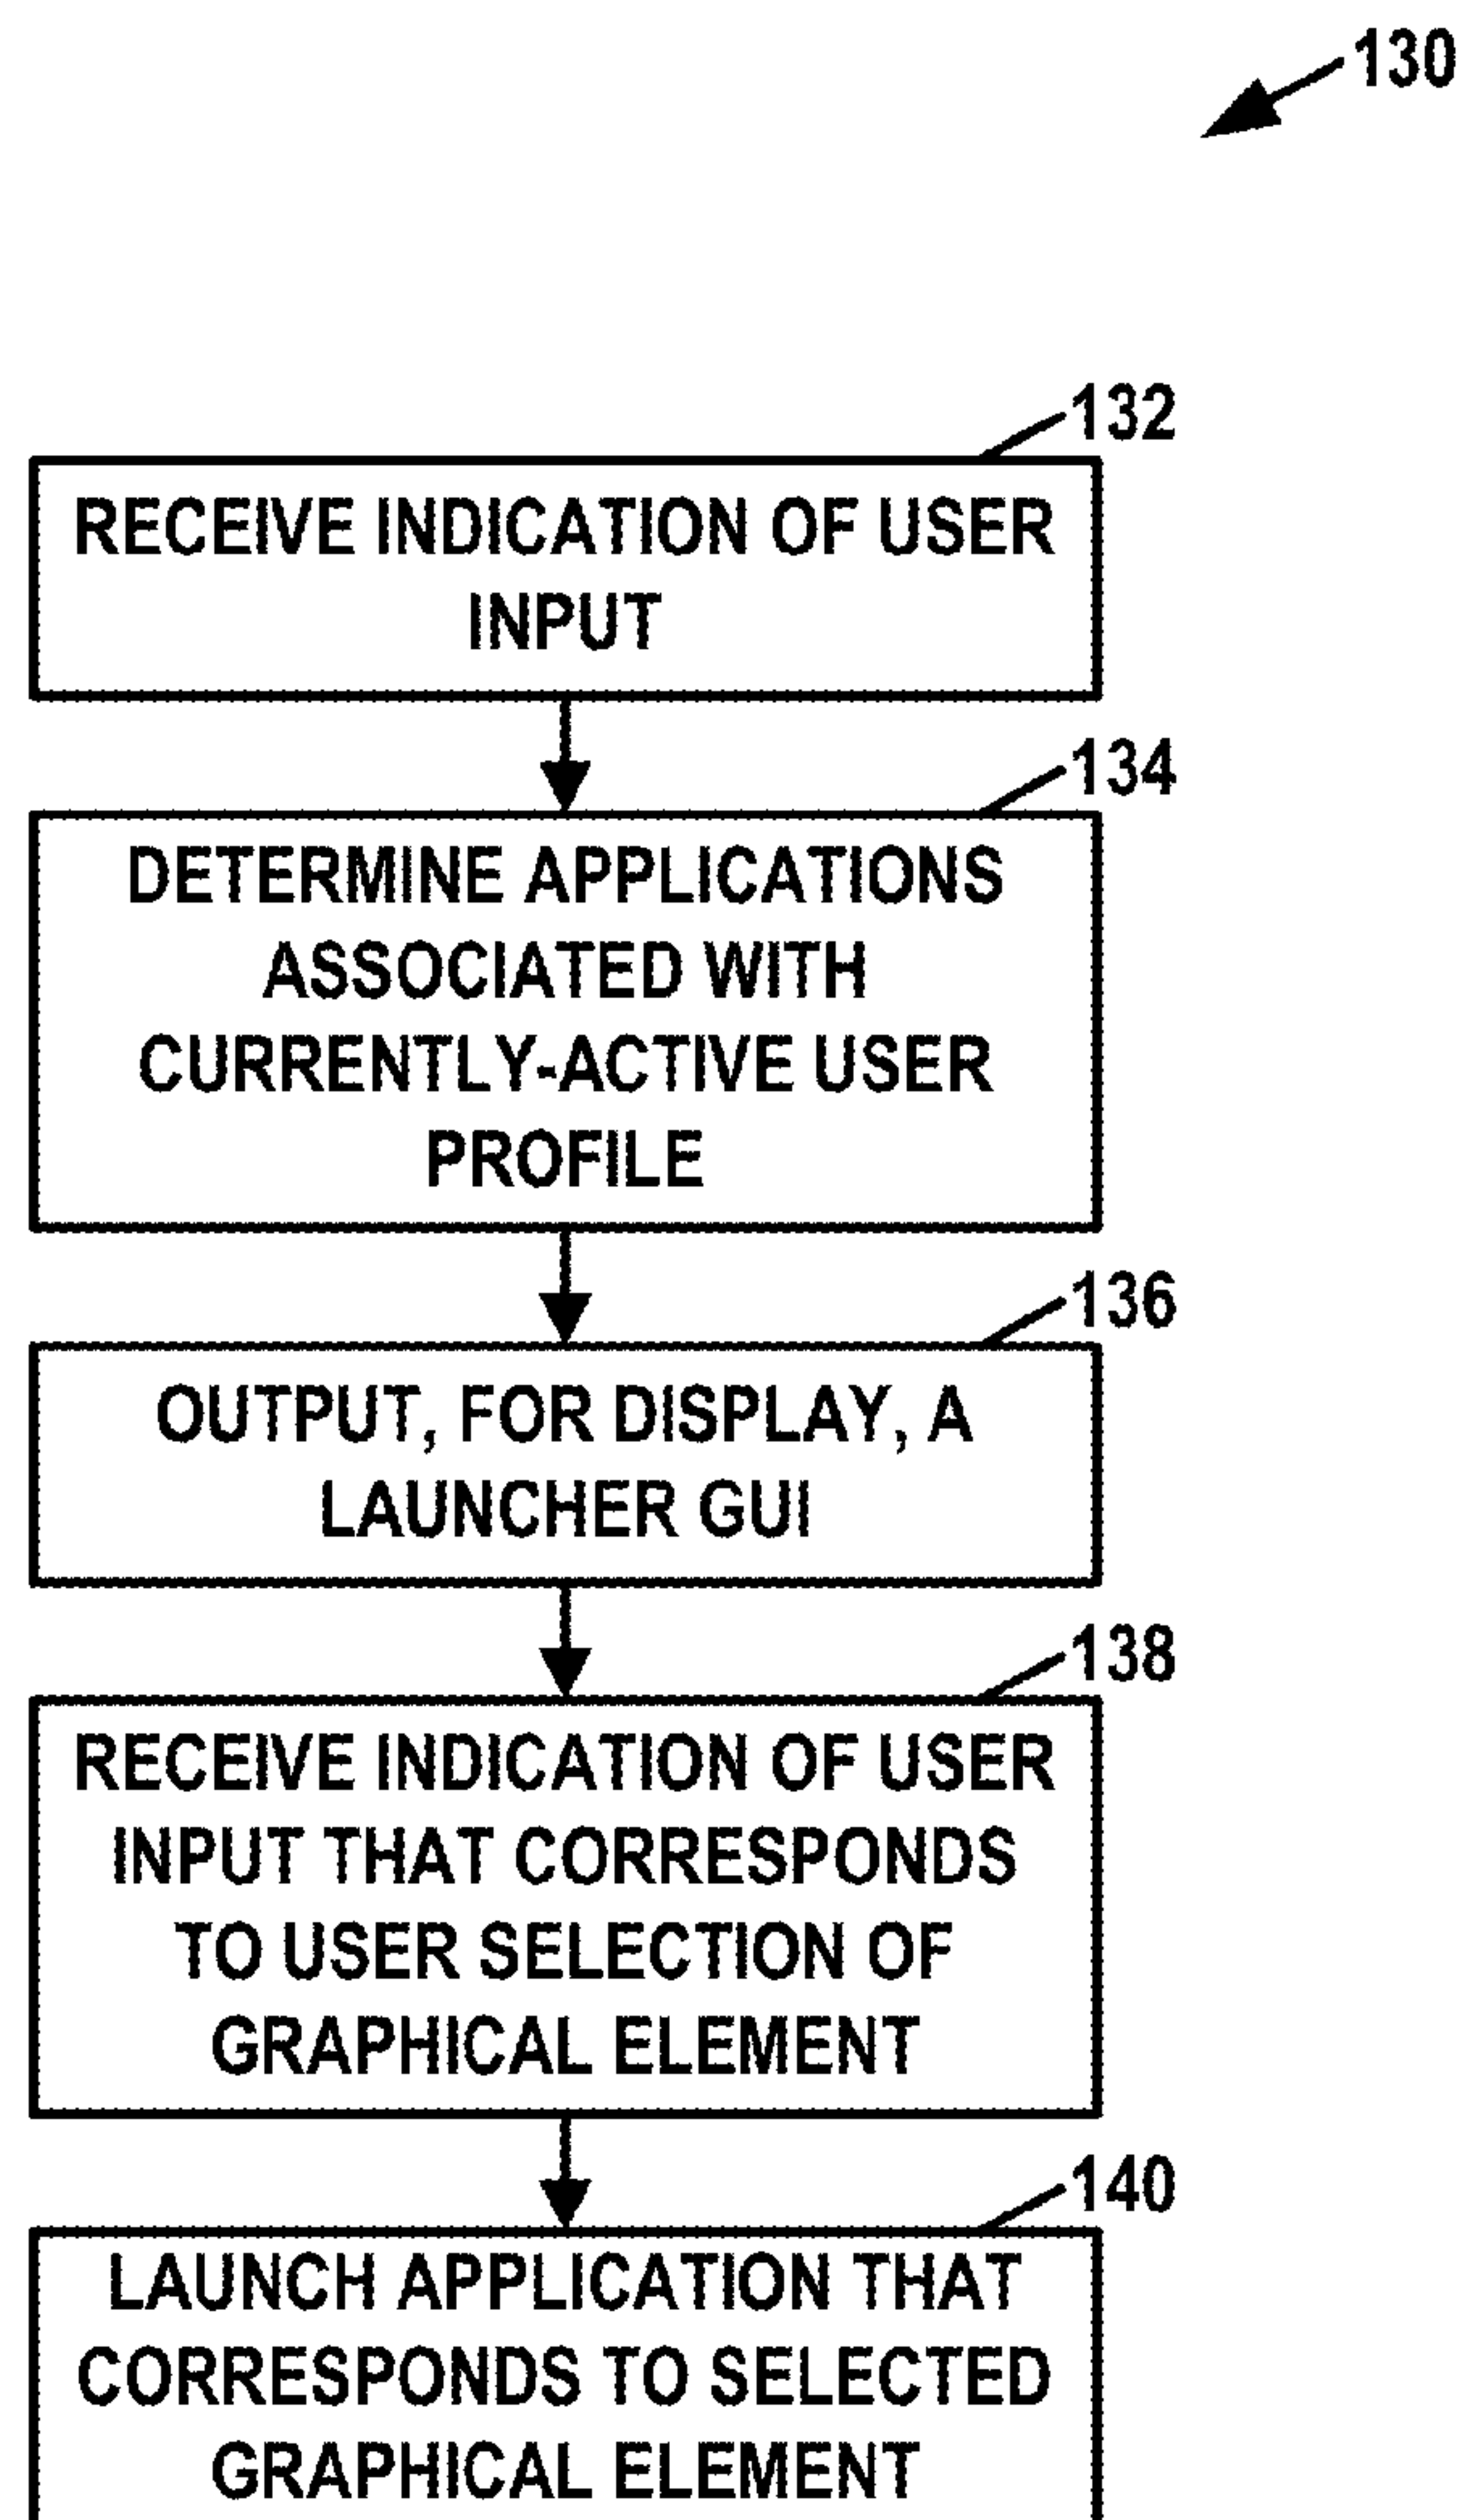 130
132
RECEIVE INDICATION OF USER
INPUT
134
DETERMINE APPLICATIONS
ASSOCIATED WITH
CURRENTLY-ACTIVE USER
PROFILE
136
OUTPUT, FOR DISPLAY, A
LAUNCHER GUI
138
RECEIVE INDICATION OF USER
INPUT THAT CORRESPONDS
TO USER SELECTION OF
GRAPHICAL ELEMENT
140
LAUNCH APPLICATION THAT
CORRESPONDS TO SELECTED
GRAPHICAL ELEMENT